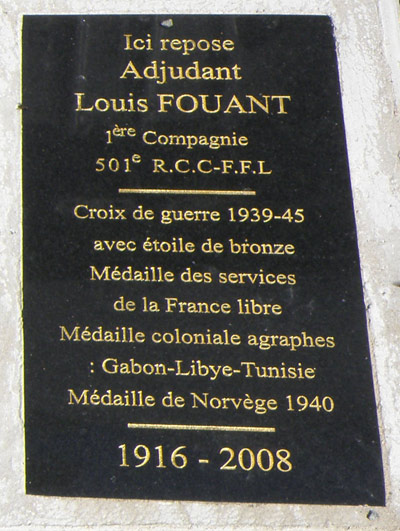 Ici repose
Adjudant
Louis FOUANT
1ère Compagnie
501e R.C.C-F.F.L
Croix de guerre 1939-45
avec étoile de bronze
Médaille des services
de la France libre
Médaille coloniale agraphes
: Gabon-Libye-Tunisie
Médaille de Norvège 1940
1916 - 2008